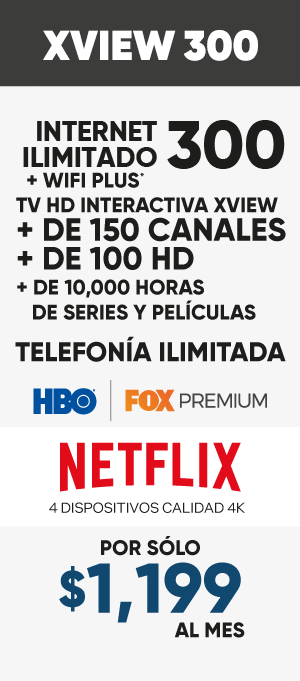 XVIEW 300
INTERNET
ILIMITADO 300
+ WIFI PLUS*
TV HD INTERACTIVA XVIEW
+ DE 150 CANALES
+ DE 100 HD
+ DE 10,000 HORAS
DE SERIES Y PELÍCULAS
TELEFONÍA ILIMITADA
HBO | FOX PREMIUM
NETFLIX
4 DISPOSITIVOS CALIDAD 4K
POR SÓLO
$1,199
AL MES